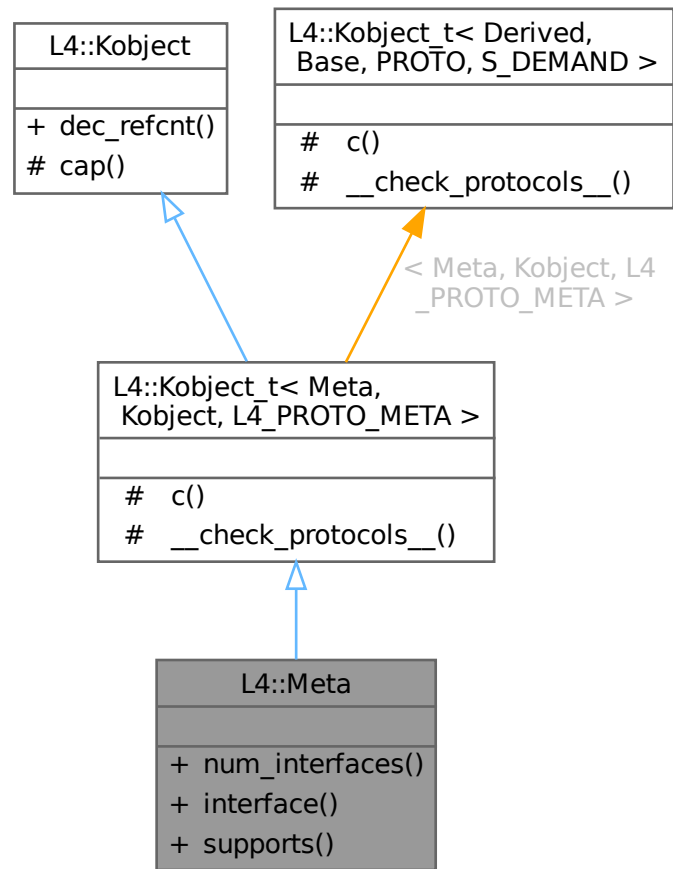 L4::Kobject
+ dec_refcnt()
# cap()
L4::Kobject_t< Derived,
Base, PROTO, S_DEMAND >
# c()
# __check_protocols__()
< Meta, Kobject, L4
_PROTO_META >
L4::Kobject_t< Meta,
Kobject, L4_PROTO_META >
# c()
# __check_protocols__()
L4::Meta
+ num_interfaces()
+ interface()
+ supports()